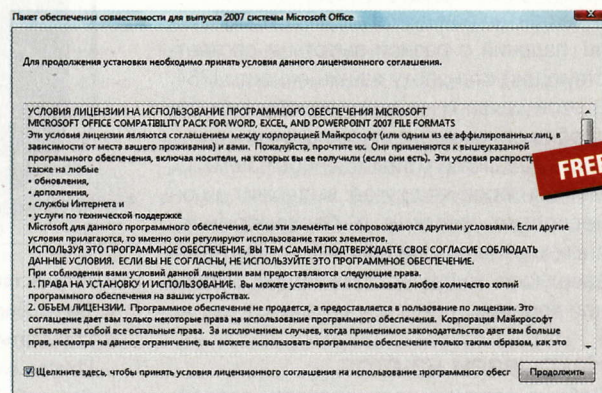 Пакет обеспечения совместимости для выпуска 2007 системы Microsoft Office
Для продолжения установки необходимо принять условия данного лицензионного соглашения.
УСЛОВИЯ ЛИЦЕНЗИИ НА ИСПОЛЬЗОВАНИЕ ПРОГРАММНОГО ОБЕСПЕЧЕНИЯ MICROSOFT
MICROSOFT OFFICE COMPATIBILITY PACK FOR WORD, EXCEL, AND POWERPOINT 2007 FILE FORMATS
Эти условия лицензии являются соглашением между корпорацией Майкрософт (или одним из ее аффилированных лиц, в
зависимости от места вашего проживания) и вами. Пожалуйста, прочтите их. Они применяются к вышеуказанной
программного обеспечения, включая носители, на которых вы ее получили (если они есть). Эти условия распростр
также на любые
• обновления,
• дополнения,
• службы Интернета и
• услуги по технической поддержке
Microsoft для данного программного обеспечения, если эти элементы не сопровождаются другими условиями. Если другие
условия прилагаются, то именно они регулируют использование таких элементов.
ИСПОЛЬЗУЯ ЭТО ПРОГРАММНОЕ ОБЕСПЕЧЕНИЕ, ВЫ ТЕМ САМЫМ ПОДТВЕРЖДАЕТЕ СВОЕ СОГЛАСИЕ СОБЛЮДАТЬ
ДАННЫЕ УСЛОВИЯ. ЕСЛИ ВЫ НЕ СОГЛАСНЫ, НЕ ИСПОЛЬЗУЙТЕ ЭТО ПРОГРАММНОЕ ОБЕСПЕЧЕНИЕ.
При соблюдении вами условий данной лицензии вам предоставляются следующие права.
1. ПРАВА НА УСТАНОВКУ И ИСПОЛЬЗОВАНИЕ. Вы можете установить и использовать любое количество копий
программного обеспечения на ваших устройствах.
2. ОБЪЕМ ЛИЦЕНЗИИ. Программное обеспечение не продается, а предоставляется в пользование по лицензии. Это
соглашение дает вам только некоторые права на использование программного обеспечения. Корпорация Майкрософт
оставляет за собой все остальные права. За исключением случаев, когда применимое законодательство дает вам больше
прав, несмотря на данное ограничение, вы можете использовать программное обеспечение только таким образом, как это
FREE
Щелкните здесь, чтобы принять условия лицензионного соглашения на использование программного обесг
Продолжить